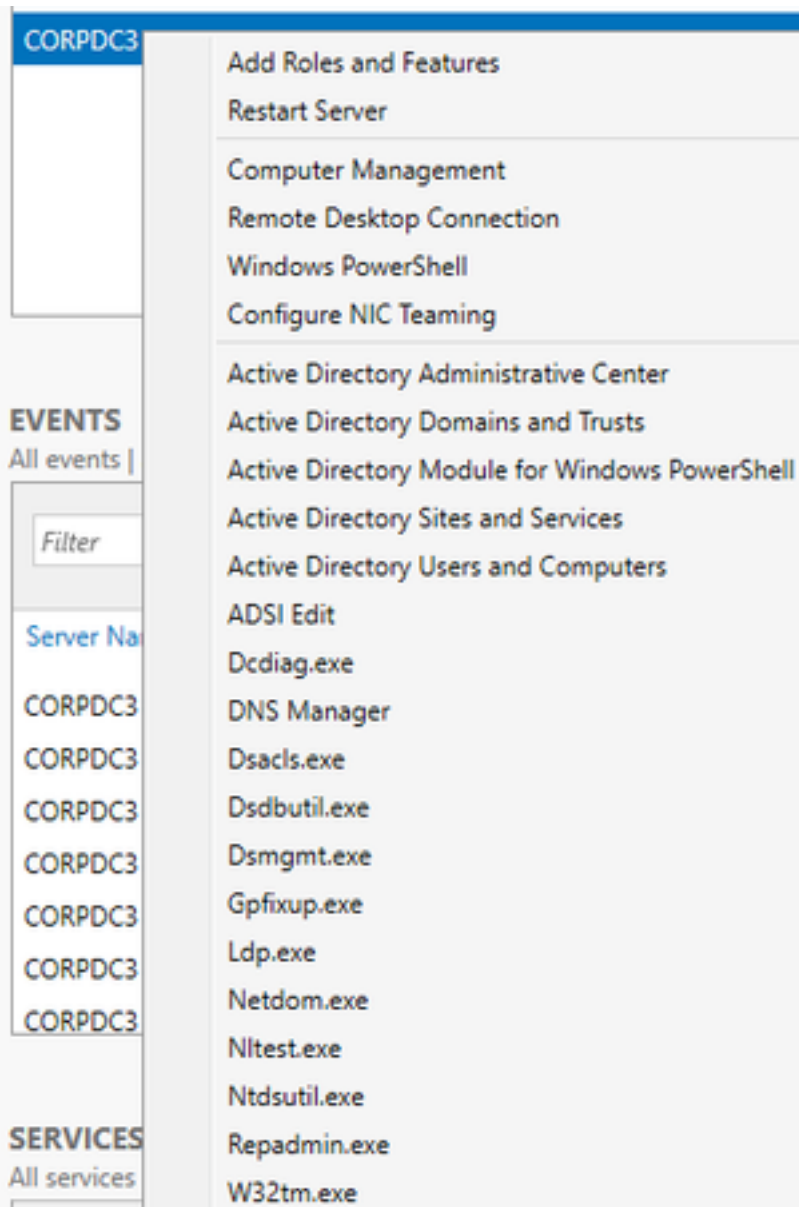 CORPDC3
Add Roles and Features
Restart Server
Computer Management
Remote Desktop Connection
Windows PowerShell
Configure NIC Teaming
Active Directory Administrative Center
Active Directory Domains and Trusts
Active Directory Module for Windows PowerShell
Active Directory Sites and Services
Active Directory Users and Computers
ADSI Edit
Dcdiag.exe
DNS Manager
Dsacls.exe
Dsdbutil.exe
Dsmgmt.exe
Gpfixup.exe
Ldp.exe
Netdom.exe
Nltest.exe
Ntdsutil.exe
Repadmin.exe
W32tm.exe
EVENTS
All events |
Filter
Server Na
CORPDC3
CORPDC3
CORPDC3
CORPDC3
CORPDC3
CORPDC3
CORPDC3
SERVICES
All services